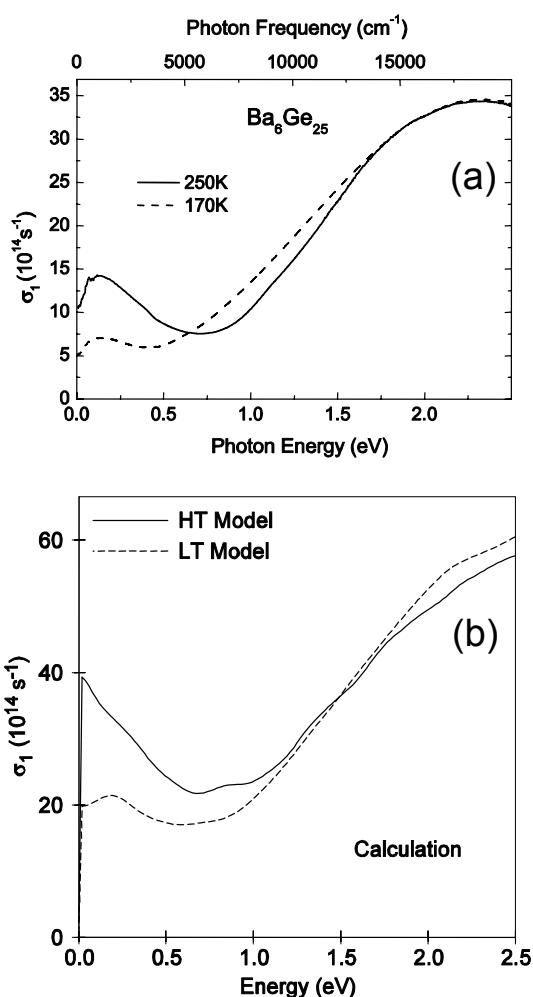 Photon Frequency (cm⁻¹)
0 5000 10000 15000
Ba₆Ge₂₅
(a)
250K
170K
σ₁ (10¹⁴s⁻¹)
35
30
25
20
15
10
5
0
0.0 0.5 1.0 1.5 2.0
Photon Energy (eV)
HT Model
LT Model
(b)
σ₁ (10¹⁴ s⁻¹)
60
40
20
0
Calculation
0.0 0.5 1.0 1.5 2.0 2.5
Energy (eV)